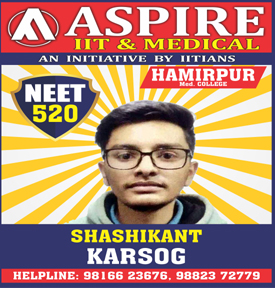 ASPIRE
IIT & MEDICAL
AN INITIATIVE BY IITIANS
HAMIRPUR
Med. COLLEGE
NEET
520
SHASHIKANT
KARSOG
HELPLINE: 98166 23676, 98823 72779